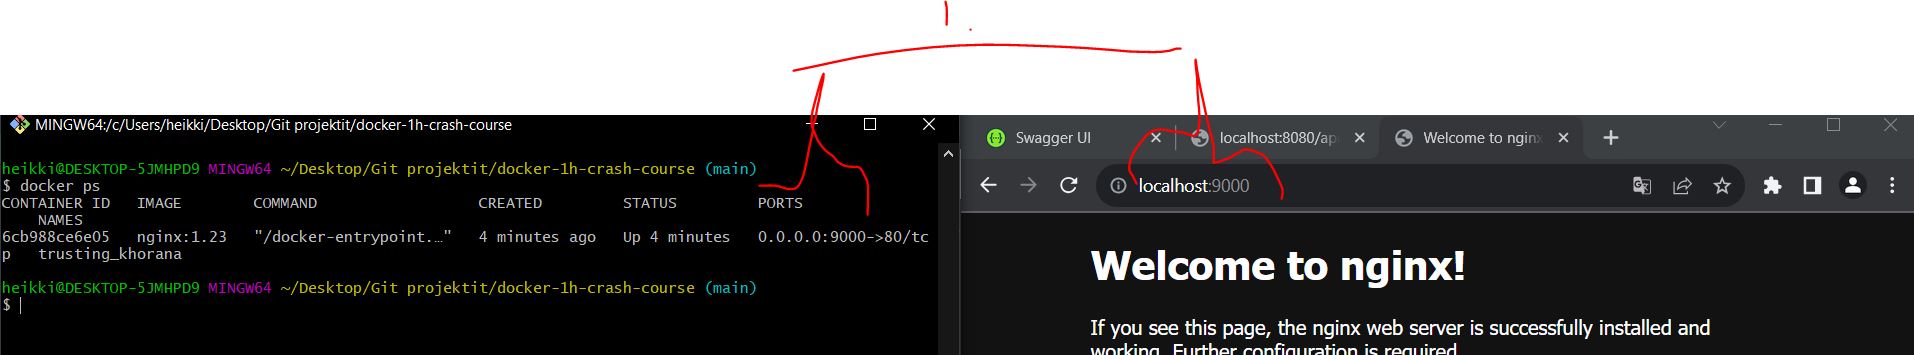 MINGW64:/c/Users/heikki/Desktop/Git projektit/docker-1h-crash-course
heikki@DESKTOP-5JMHPD9 MINGW64 ~/Desktop/Git projektit/docker-1h-crash-course (main)
$ docker ps
CONTAINER ID   IMAGE        COMMAND                  CREATED         STATUS         PORTS
    NAMES
6cb988ce6e05   nginx:1.23   "/docker-entrypoint.…"   4 minutes ago   Up 4 minutes   0.0.0.0:9000->80/tc
p   trusting_khorana
heikki@DESKTOP-5JMHPD9 MINGW64 ~/Desktop/Git projektit/docker-1h-crash-course (main)
$
Swagger UI
localhost:8080/ap
Welcome to nginx
localhost:9000
Welcome to nginx!
If you see this page, the nginx web server is successfully installed and
working. Further configuration is required.